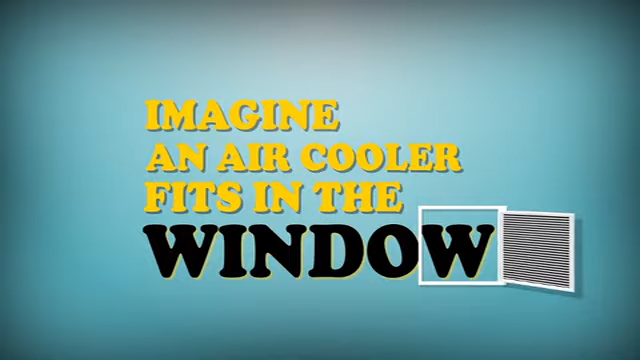 IMAGINE
AN AIR COOLER
FITS IN THE
WINDOW